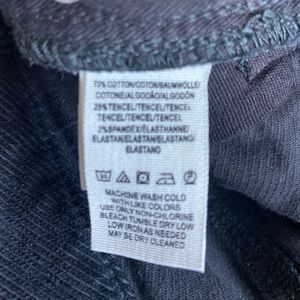 73% COTTON/COTON/BAUMWOLLE/
COTONE/ALGODÃO/ALGODÓN
25% TENCEL/TENCEL/TENCEL
TENCEL/TENCEL/TENCEL
2% SPANDEX/ÉLASTHANNE/
ELASTAN/ELASTAN/ELASTANO/
ELASTANO
MACHINE WASH COLD
WITH LIKE COLORS
USE ONLY NON-CHLORINE
BLEACH TUMBLE DRY LOW
LOW IRON AS NEEDED
MAY BE DRY CLEANED